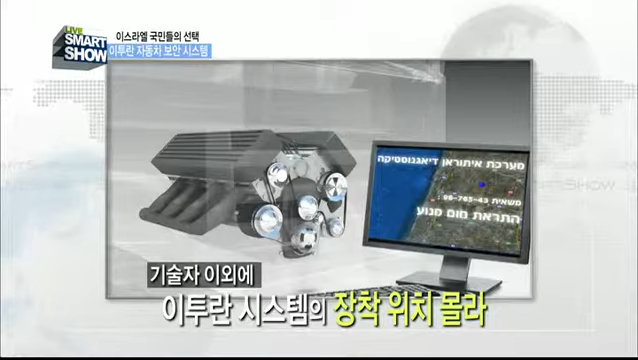 LIVE
SMART
SHOW
이스라엘 국민들의 선택
이투란 자동차 보안 시스템
מערכת איתוראן דיאגנוסטיקה
משאית 98-765-43
התראת חום מנוע
기술자 이외에
이투란 시스템의 장착 위치 몰라